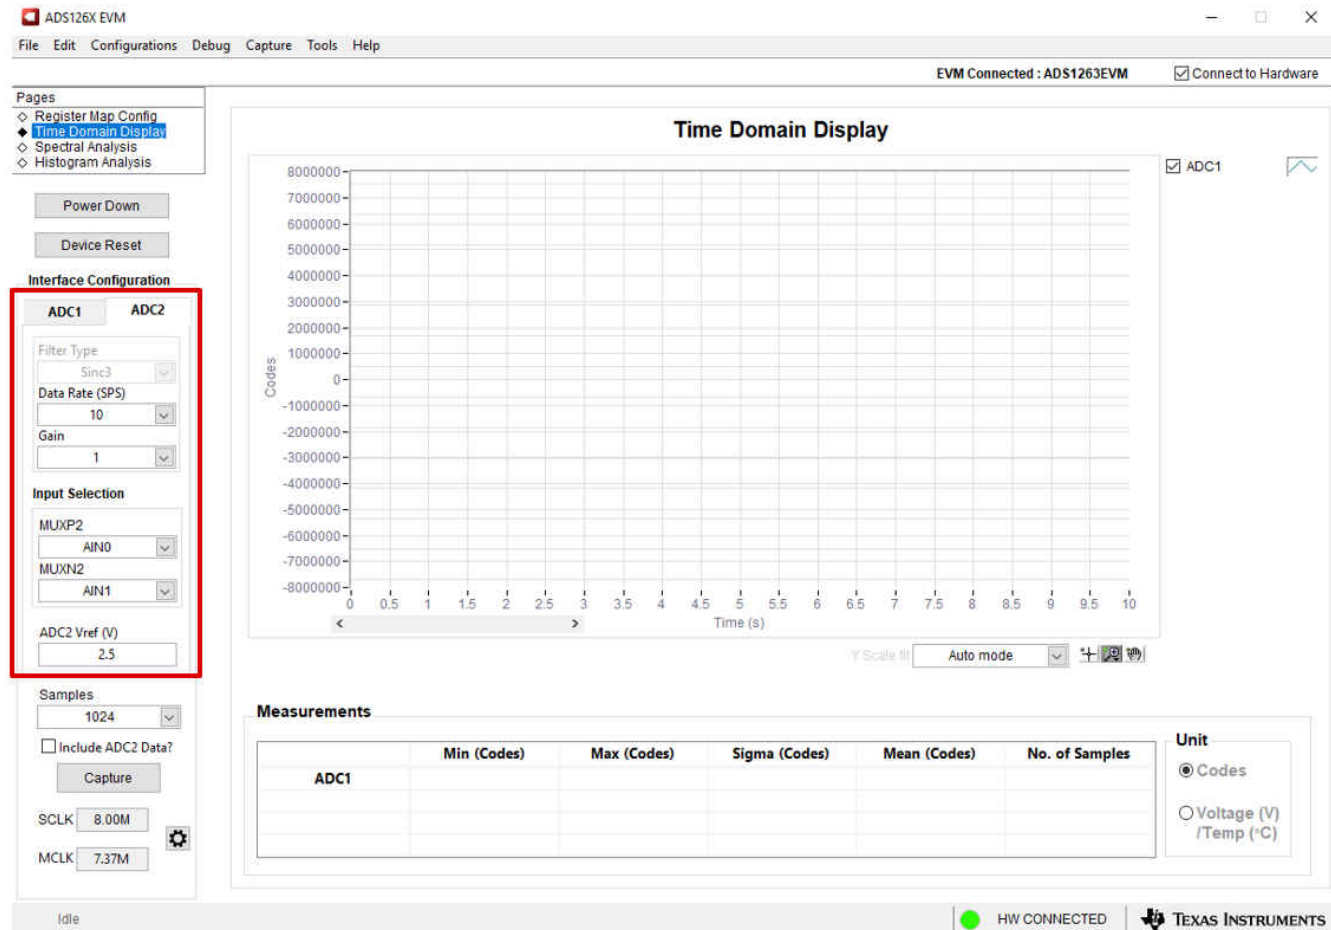 ADS126X EVM
File Edit Configurations Debug Capture Tools Help
EVM Connected : ADS1263EVM
Connect to Hardware
Pages
Register Map Config
Time Domain Display
Spectral Analysis
Histogram Analysis
Power Down
Device Reset
Interface Configuration
ADC1 ADC2
Filter Type
Sinc3
Data Rate (SPS)
10
Gain
1
Input Selection
MUXP2
AIN0
MUXN2
AIN1
ADC2 Vref (V)
2.5
Samples
1024
Include ADC2 Data?
Capture
SCLK 8.00M
MCLK 7.37M
Time Domain Display
ADC1
Codes
8000000
7000000
6000000
5000000
4000000
3000000
2000000
1000000
0
-1000000
-2000000
-3000000
-4000000
-5000000
-6000000
-7000000
-8000000
0 0.5 1 1.5 2 2.5 3 3.5 4 4.5 5 5.5 6 6.5 7 7.5 8 8.5 9 9.5 10
Time (s)
Y Scale fit Auto mode
Measurements
Min (Codes) Max (Codes) Sigma (Codes) Mean (Codes) No. of Samples
ADC1
Unit
Codes
Voltage (V)
/Temp (°C)
Idle
HW CONNECTED
TEXAS INSTRUMENTS